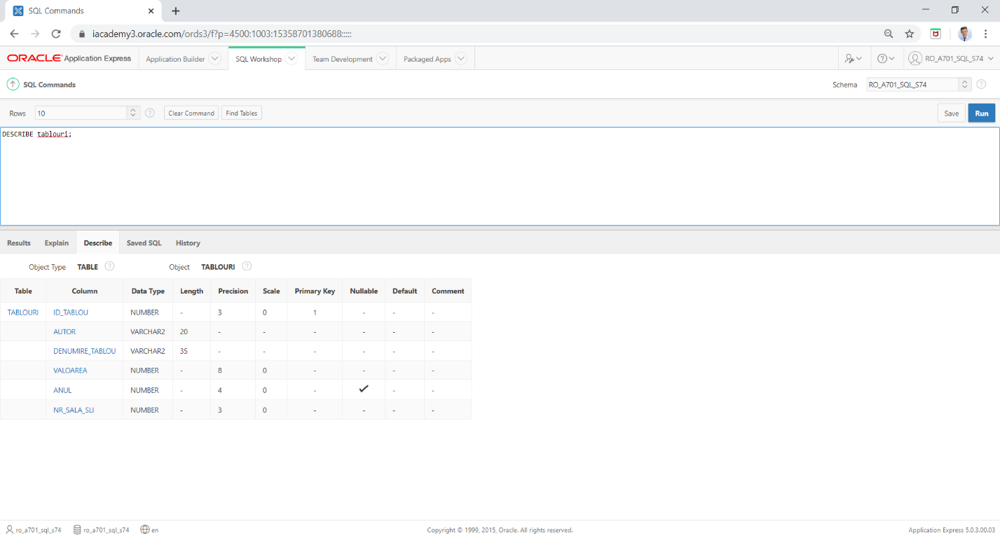 SQL Commands
iacademy3.oracle.com/ords3/f?p=4500:1003:15358701380688:::::
ORACLE Application Express Application Builder SQL Workshop Team Development Packaged Apps RO_A701_SQL_S74
SQL Commands Schema RO_A701_SQL_S74
Rows 10 Clear Command Find Tables Save Run
DESCRIBE tablouri;
Results Explain Describe Saved SQL History
Object Type TABLE Object TABLOURI
Table Column Data Type Length Precision Scale Primary Key Nullable Default Comment
TABLOURI ID_TABLOU NUMBER - 3 0 1 - - -
AUTOR VARCHAR2 20 - - - - - -
DENUMIRE_TABLOU VARCHAR2 35 - - - - - -
VALOAREA NUMBER - 8 0 - - - -
ANUL NUMBER - 4 0 - ✓ - -
NR_SALA_SLI NUMBER - 3 0 - - - -
ro_a701_sql_s74 ro_a701_sql_s74 en Copyright © 1999, 2015, Oracle. All rights reserved. Application Express 5.0.3.00.03